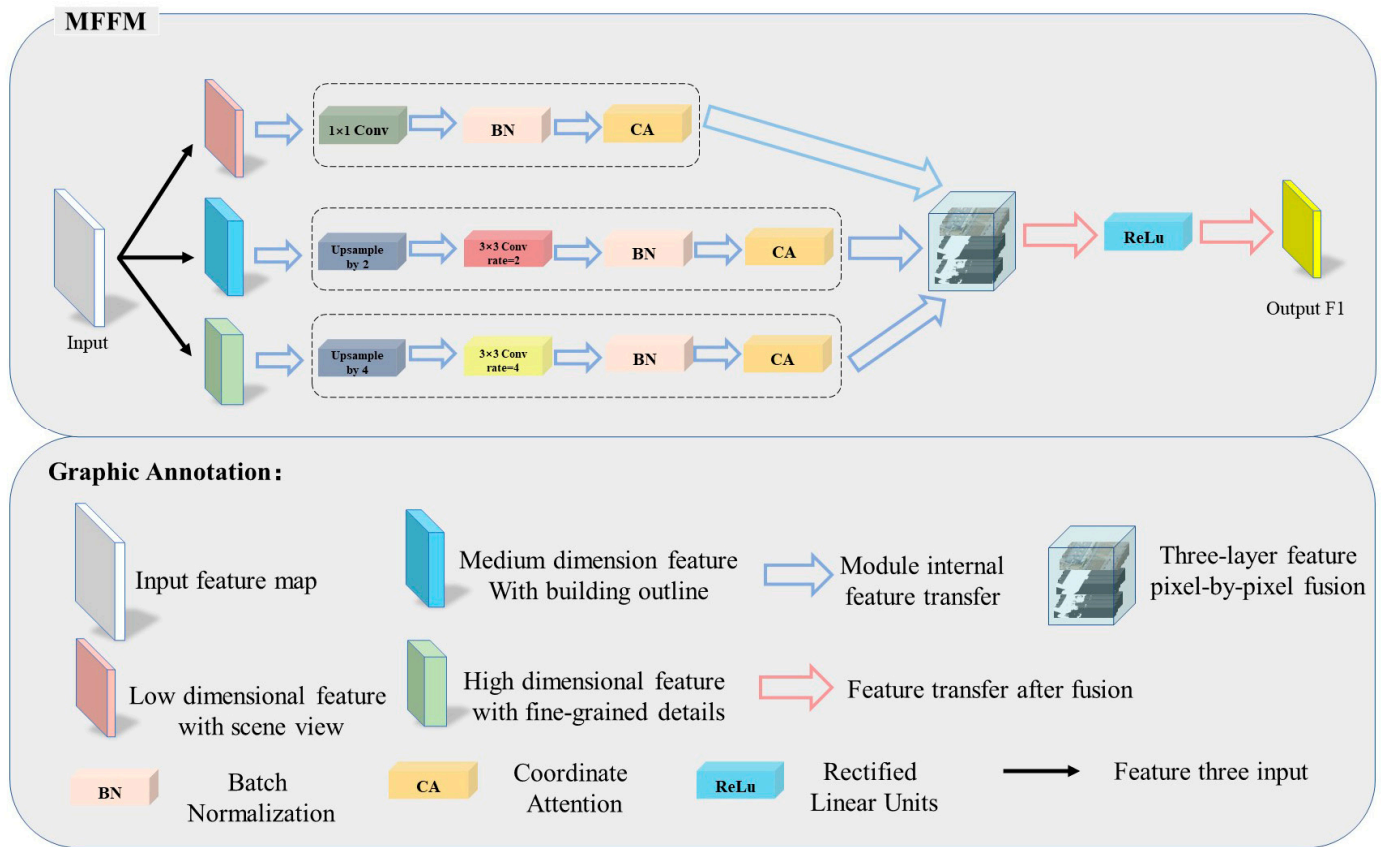 MFFM
1×1 Conv
BN
CA
Upsample
by 2
3×3 Conv
rate=2
BN
CA
Input
Upsample
by 4
3×3 Conv
rate=4
BN
CA
ReLu
Output F1
Graphic Annotation：
Input feature map
Medium dimension feature
With building outline
Module internal
feature transfer
Three-layer feature
pixel-by-pixel fusion
Low dimensional feature
with scene view
High dimensional feature
with fine-grained details
Feature transfer after fusion
BN
Batch
Normalization
CA
Coordinate
Attention
ReLu
Rectified
Linear Units
Feature three input